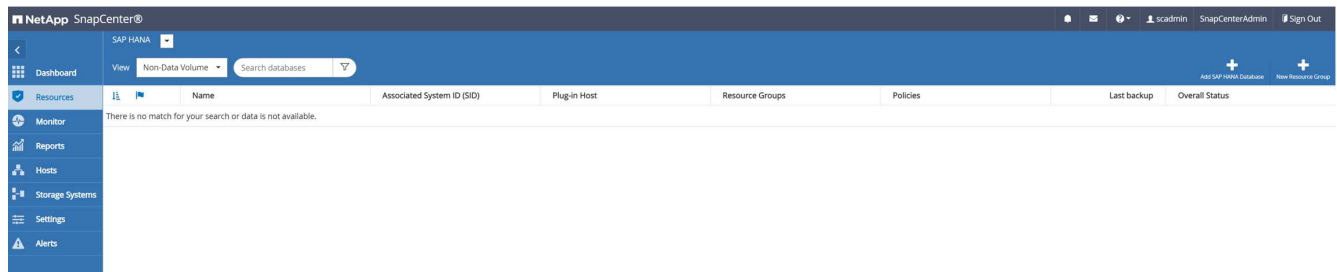 NetApp SnapCenter®
scadmin SnapCenterAdmin Sign Out
SAP HANA
View Non-Data Volume Search databases
Add SAP HANA Database New Resource Group
Dashboard
Resources
Monitor
Reports
Hosts
Storage Systems
Settings
Alerts
Name Associated System ID (SID) Plug-in Host Resource Groups Policies Last backup Overall Status
There is no match for your search or data is not available.